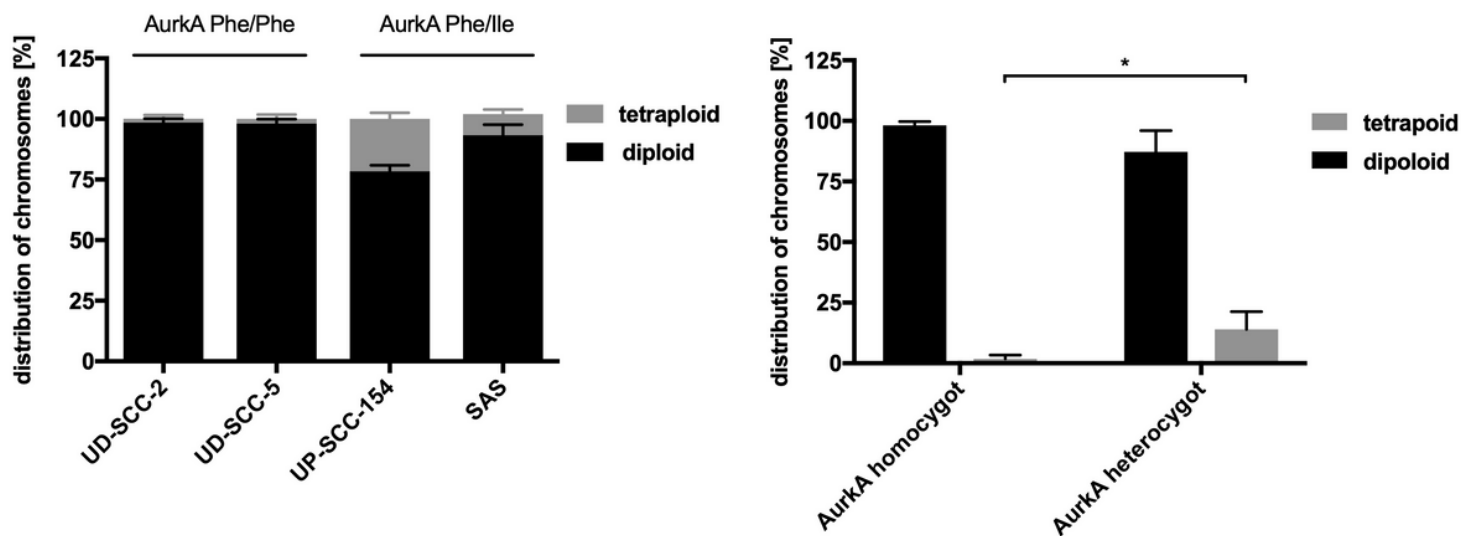 AurkA Phe/Phe
AurkA Phe/Ile
distribution of chromosomes [%]
125
100
75
50
25
0
UD-SCC-2
UD-SCC-5
UP-SCC-154
SAS
tetraploid
diploid
distribution of chromosomes [%]
125
100
75
50
25
0
*
AurkA homocygot
AurkA heterocygot
tetrapoid
dipoloid